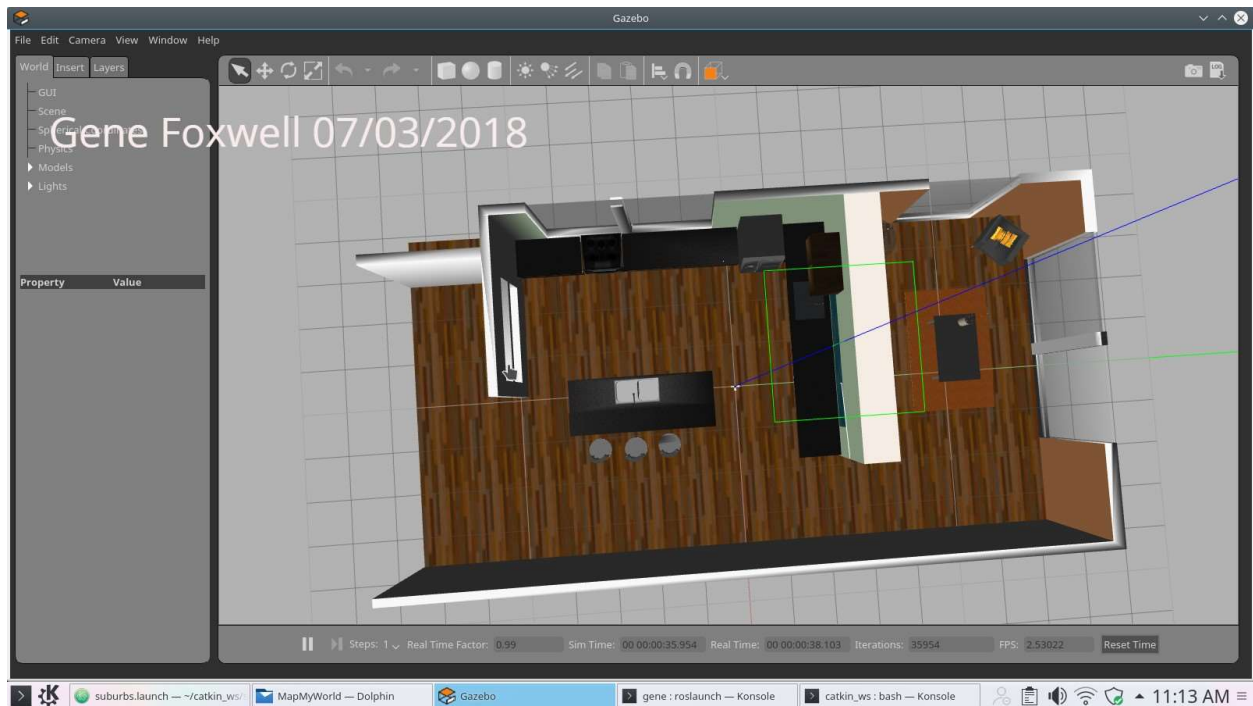 Gazebo
File Edit Camera View Window Help
World Insert Layers
GUI
Scene
Physics
Models
Lights
Gene Foxwell 07/03/2018
Property Value
LOG
Steps: 1 Real Time Factor: 0.99 Sim Time: 00 00:00:35.954 Real Time: 00 00:00:38.103 Iterations: 35954 FPS: 2.53022 Reset Time
suburbs.launch — ~/catkin_ws/ MapMyWorld — Dolphin Gazebo gene : roslaunch — Konsole catkin_ws : bash — Konsole 11:13 AM